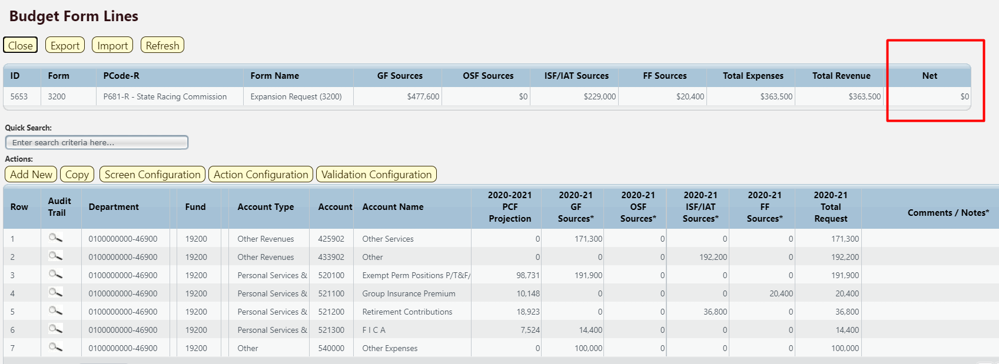 Budget Form Lines
Close Export Import Refresh
ID Form PCode-R Form Name GF Sources OSF Sources ISF/IAT Sources FF Sources Total Expenses Total Revenue Net
5653 3200 P681-R - State Racing Commission Expansion Request (3200) $477,600 $0 $229,000 $20,400 $363,500 $363,500 $0
Quick Search:
Enter search criteria here...
Actions:
Add New Copy Screen Configuration Action Configuration Validation Configuration
Row Audit Trail Department Fund Account Type Account Account Name 2020-2021 PCF Projection 2020-21 GF Sources* 2020-21 OSF Sources* 2020-21 ISF/IAT Sources* 2020-21 FF Sources* 2020-21 Total Request Comments / Notes*
1 0100000000-46900 19200 Other Revenues 425902 Other Services 0 171,300 0 0 0 171,300
2 0100000000-46900 19200 Other Revenues 433902 Other 0 0 0 192,200 0 192,200
3 0100000000-46900 19200 Personal Services & 520100 Exempt Perm Positions P/T&F/ 98,731 191,900 0 0 0 191,900
4 0100000000-46900 19200 Personal Services & 521100 Group Insurance Premium 10,148 0 0 0 20,400 20,400
5 0100000000-46900 19200 Personal Services & 521200 Retirement Contributions 18,923 0 0 36,800 0 36,800
6 0100000000-46900 19200 Personal Services & 521300 F I C A 7,524 14,400 0 0 0 14,400
7 0100000000-46900 19200 Other 540000 Other Expenses 0 100,000 0 0 0 100,000